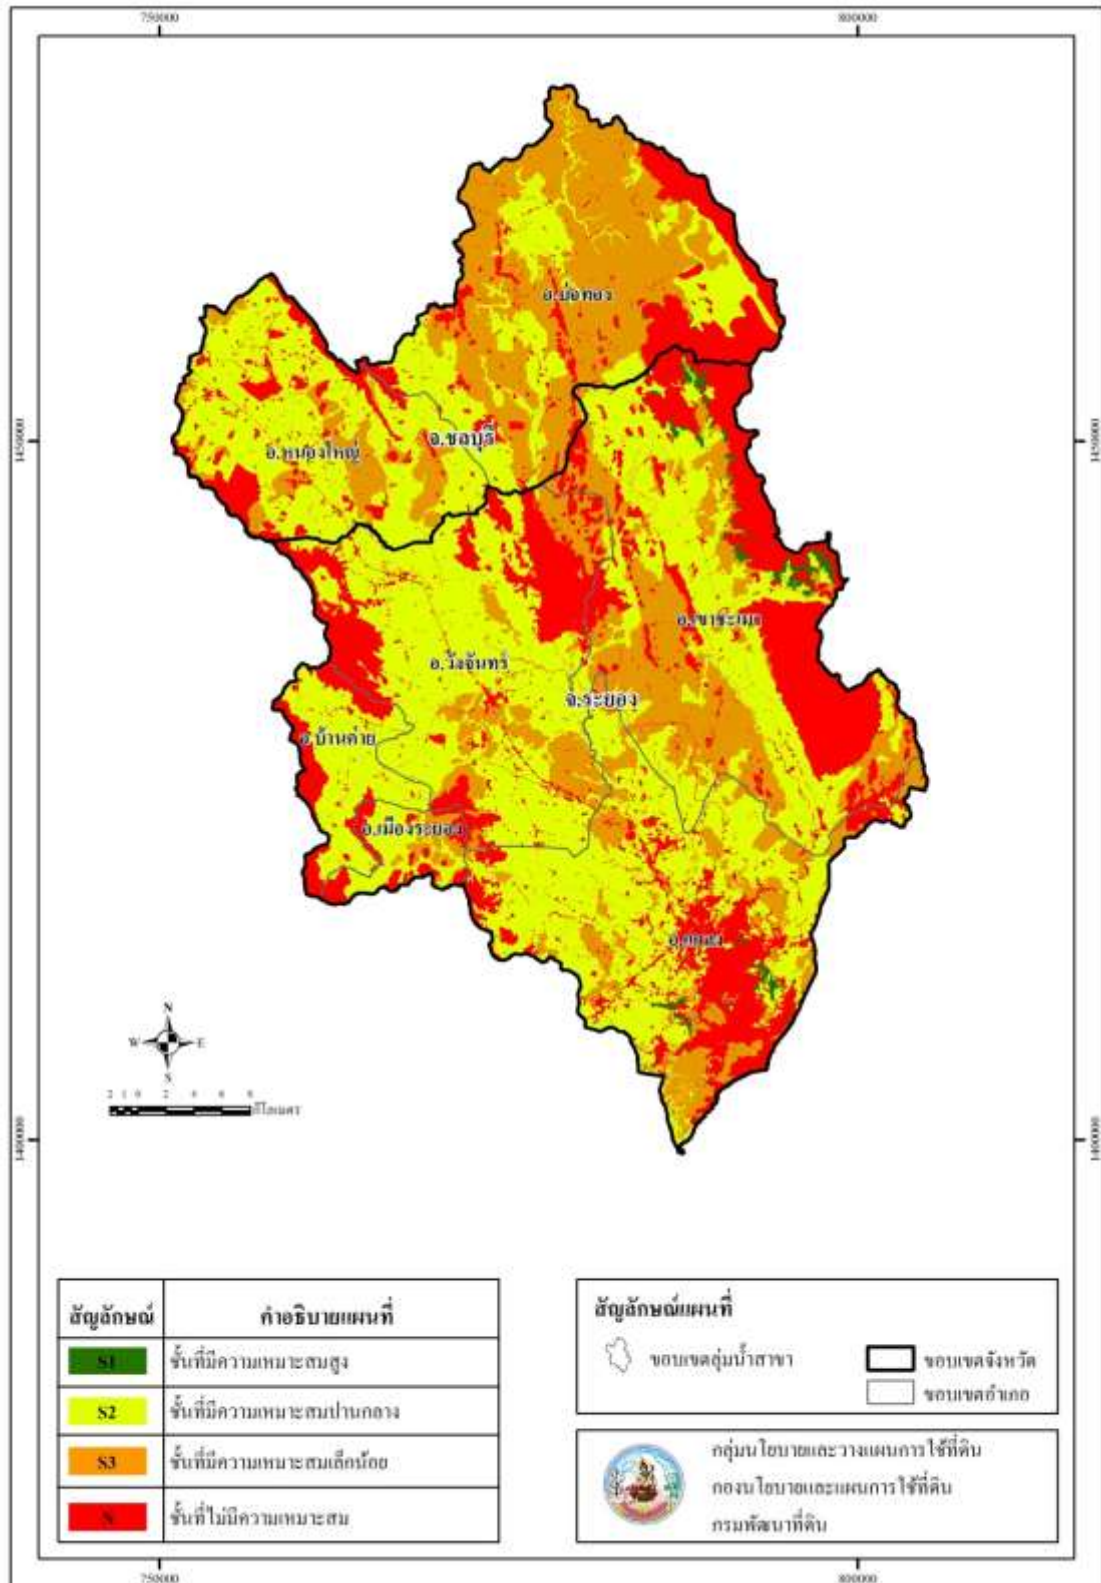 750000 800000
อ.บ่อทอง
1450000 1450000
จ.ชลบุรี
อ.หนองใหญ่
อ.เขาชะเมา
อ.วังจันทร์
จ.ระยอง
อ.บ้านค่าย
อ.เมืองระยอง
อ.แกลง
N
W E
S
2 1 0 2 4 6 8
กิโลเมตร
1400000 1400000
สัญลักษณ์ คำอธิบายแผนที่
S1 ชั้นที่มีความเหมาะสมสูง
S2 ชั้นที่มีความเหมาะสมปานกลาง
S3 ชั้นที่มีความเหมาะสมเล็กน้อย
N ชั้นที่ไม่มีความเหมาะสม
สัญลักษณ์แผนที่
ขอบเขตลุ่มน้ำสาขา ขอบเขตจังหวัด
ขอบเขตอำเภอ
กลุ่มนโยบายและวางแผนการใช้ที่ดิน
กองนโยบายและแผนการใช้ที่ดิน
กรมพัฒนาที่ดิน
750000 800000